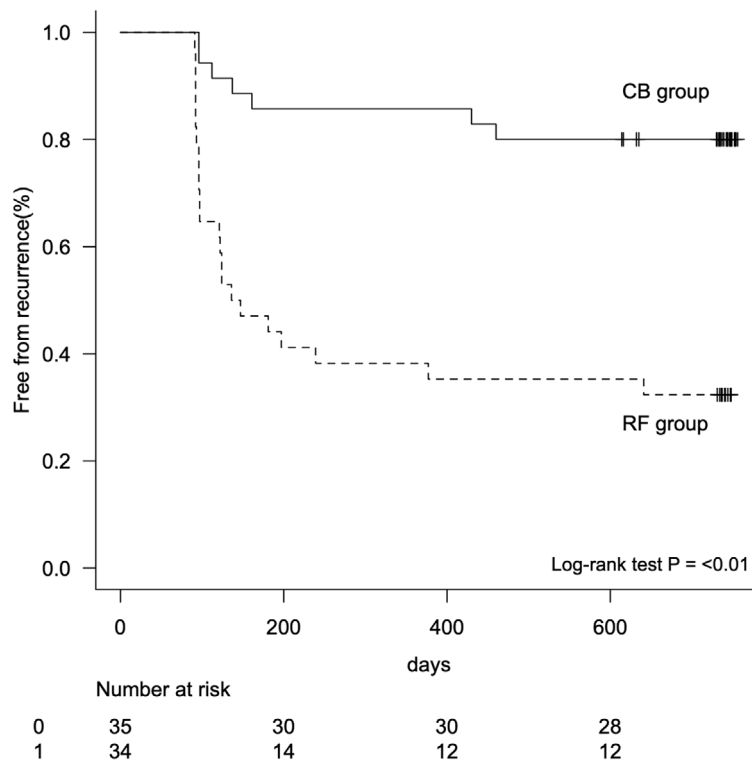 Free from recurrence(%)
1.0
0.8
0.6
0.4
0.2
0.0
CB group
RF group
Log-rank test P = <0.01
0 200 400 600
days
Number at risk
0 35 30 30 28
1 34 14 12 12